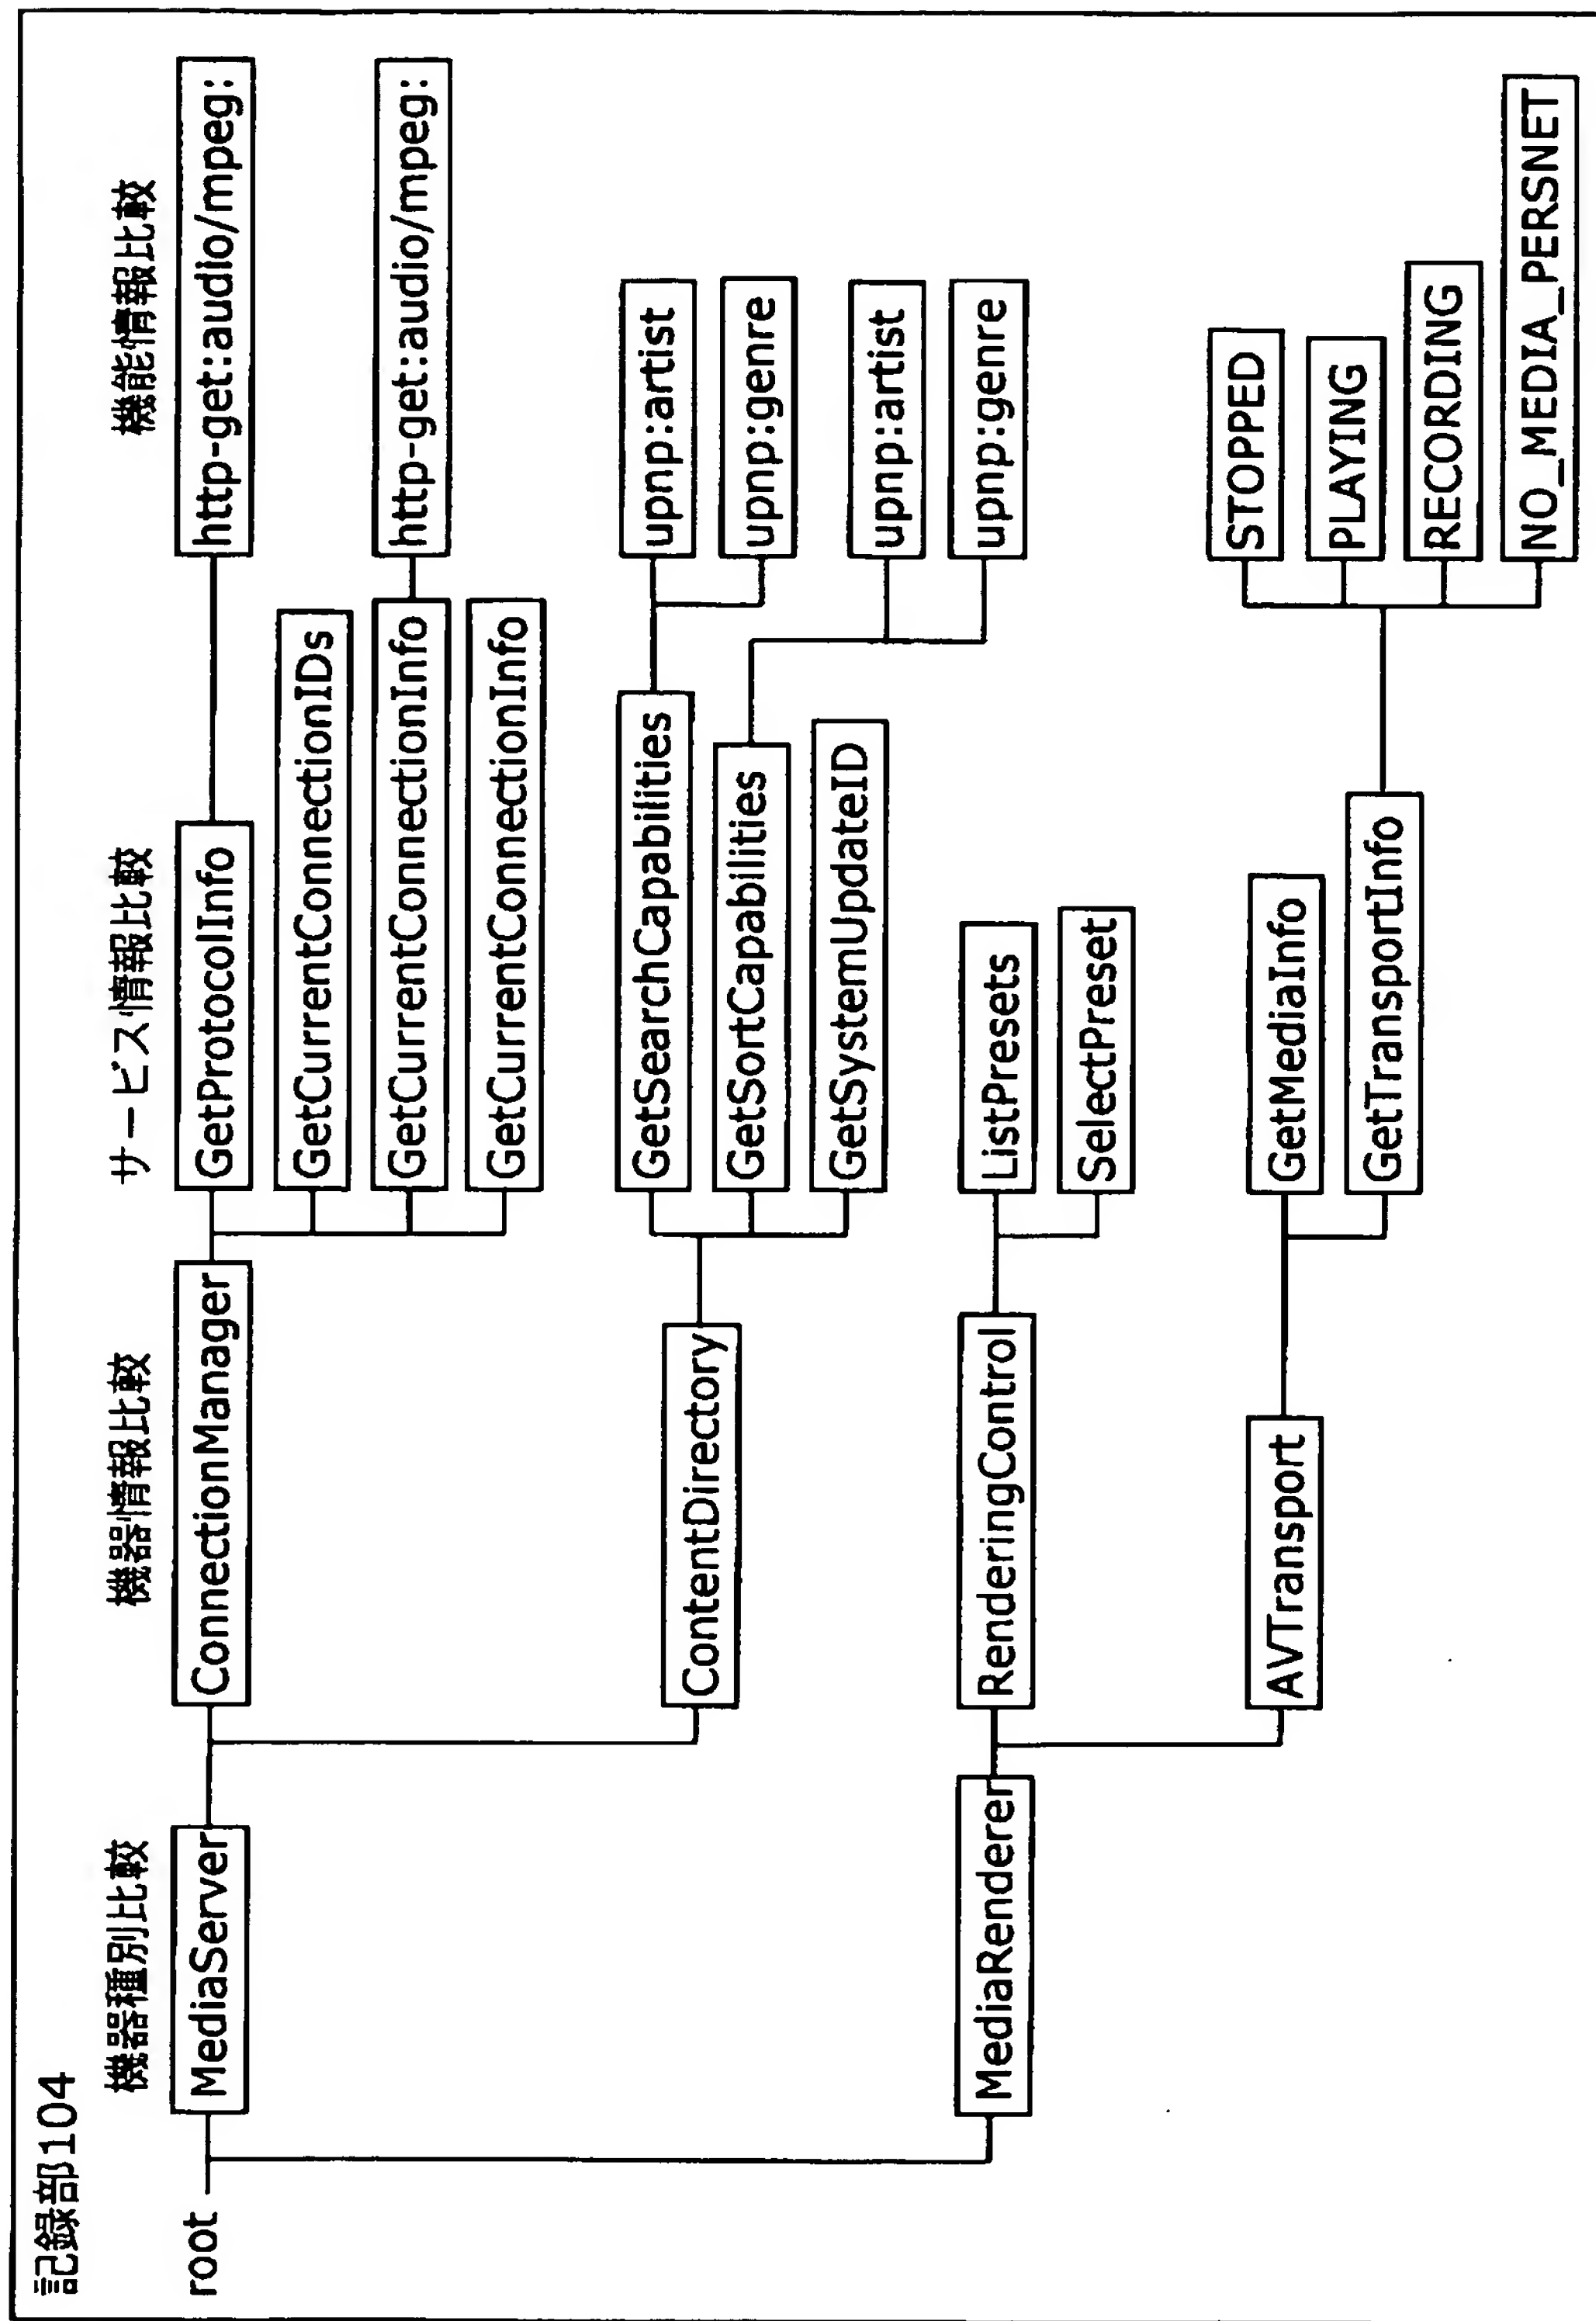 記録部104
機器種別比較
機器情報比較
サービス情報比較
機能情報比較
root
MediaServer
ConnectionManager
GetProtocolInfo
http-get::audio/mpeg:
GetCurrentConnectionIDs
GetCurrentConnectionInfo
http-get::audio/mpeg:
GetCurrentConnectionInfo
ContentDirectory
GetSearchCapabilities
upnp:artist
upnp:genre
GetSortCapabilities
upnp:artist
upnp:genre
GetSystemUpdateID
MediaRenderer
RenderingControl
ListPresets
SelectPreset
AVTransport
GetMediaInfo
GetTransportInfo
STOPPED
PLAYING
RECORDING
NO_MEDIA_PERSNET